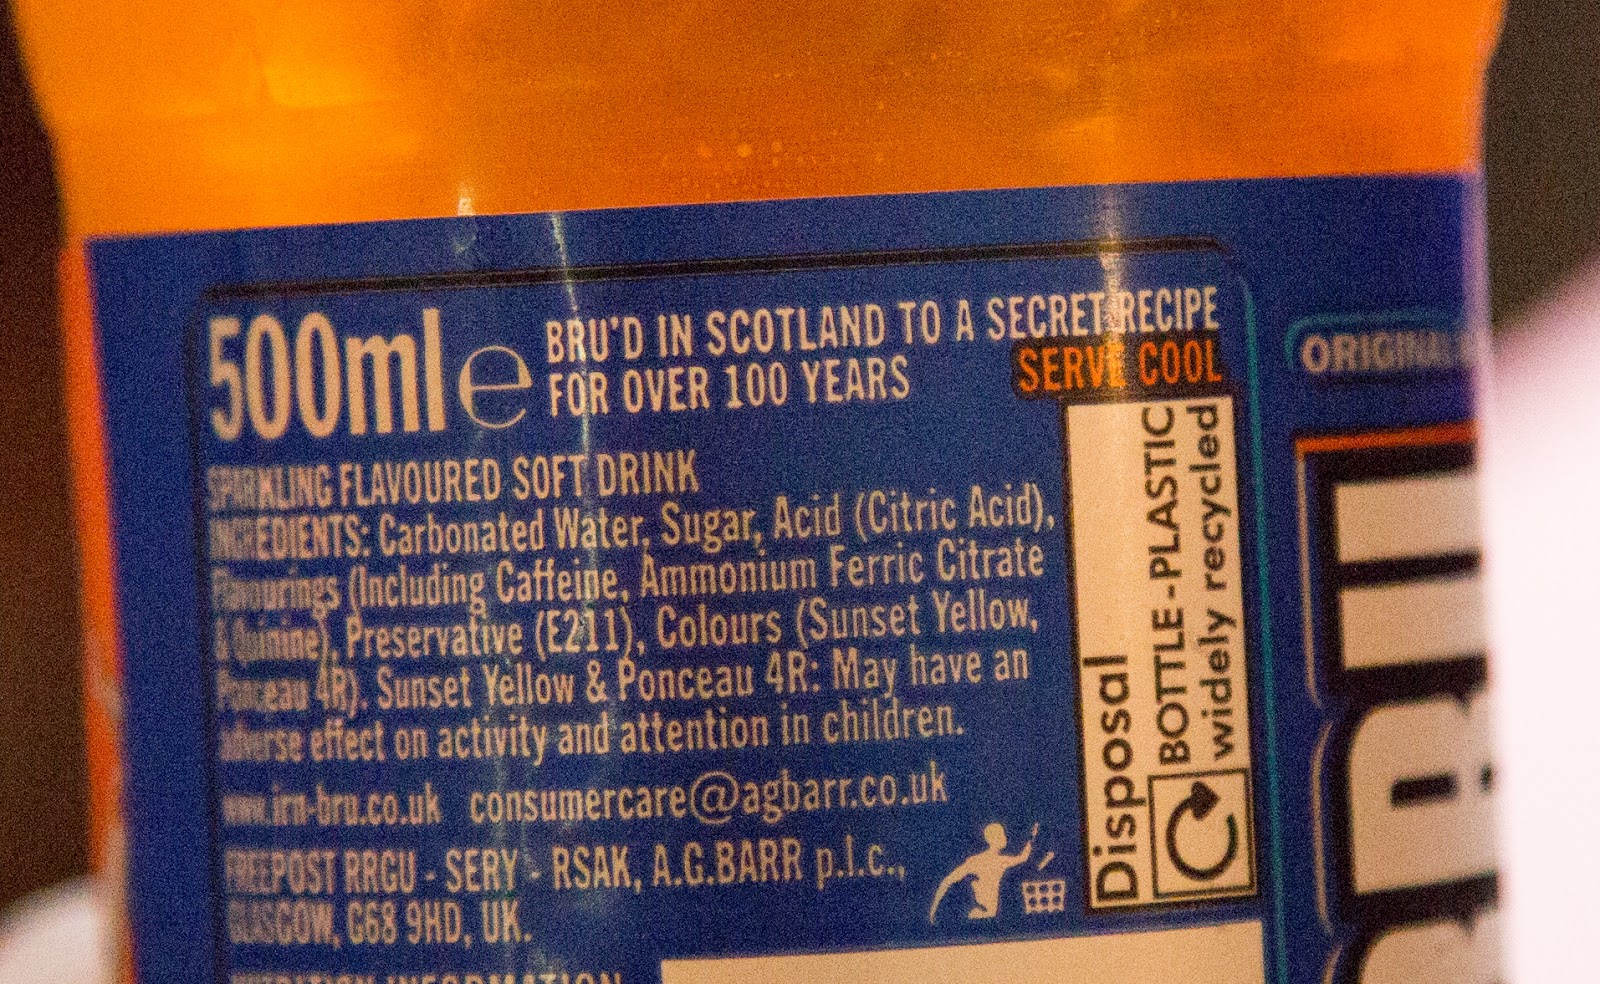 500ml e BRU'D IN SCOTLAND TO A SECRET RECIPE
FOR OVER 100 YEARS
SERVE COOL
SPARKLING FLAVOURED SOFT DRINK
INGREDIENTS: Carbonated Water, Sugar, Acid (Citric Acid),
Flavourings (Including Caffeine, Ammonium Ferric Citrate
& Quinine), Preservative (E211), Colours (Sunset Yellow,
Ponceau 4R). Sunset Yellow & Ponceau 4R: May have an
adverse effect on activity and attention in children.
www.irn-bru.co.uk consumercare@agbarr.co.uk
FREEPOST RRGU - SERY - RSAK, A.G.BARR p.l.c.,
GLASGOW, G68 9HD, UK.
NUTRITION INFORMATION
Disposal
BOTTLE - PLASTIC
widely recycled
ORIGINAL
BRU